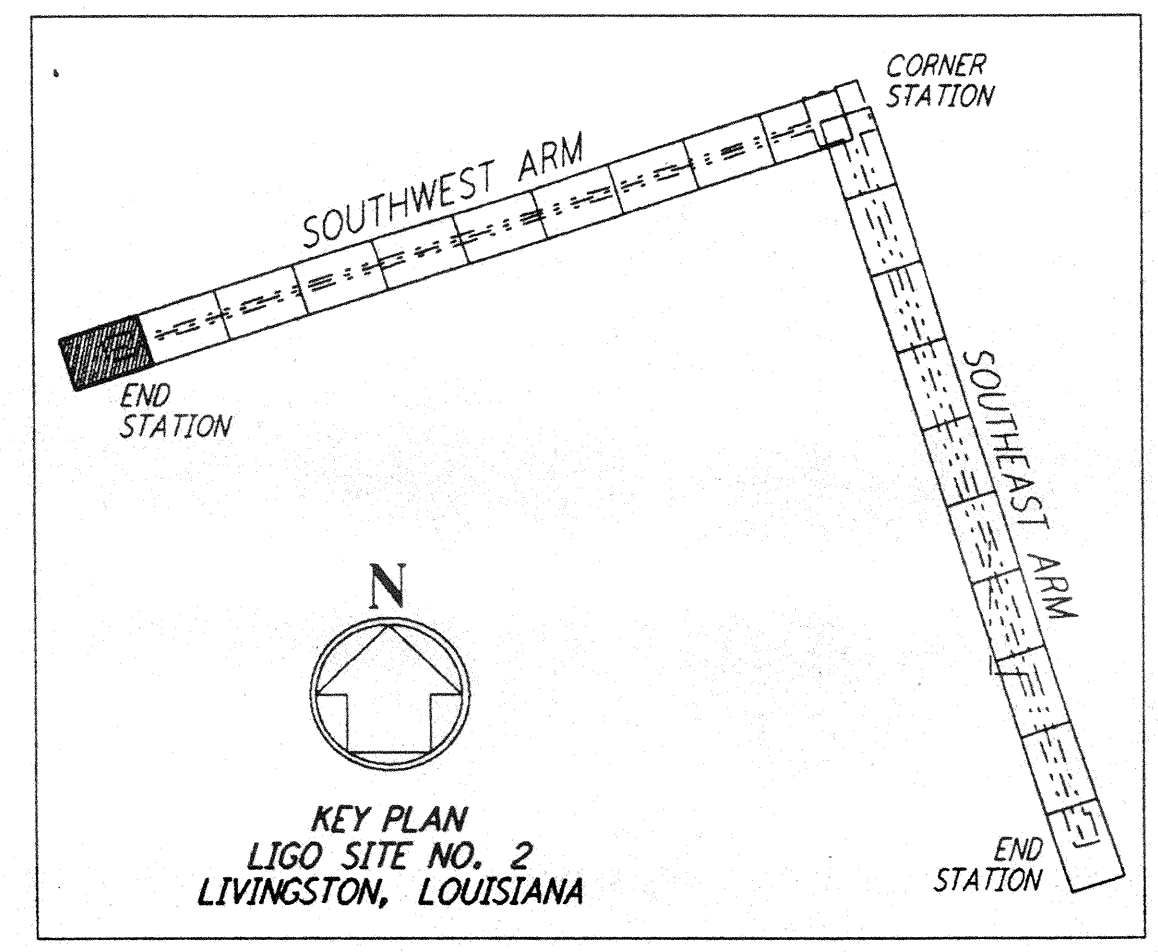 CORNER
STATION
SOUTHWEST ARM
END
STATION
SOUTHEAST ARM
N
KEY PLAN
LIGO SITE NO. 2
LIVINGSTON, LOUISIANA
END
STATION